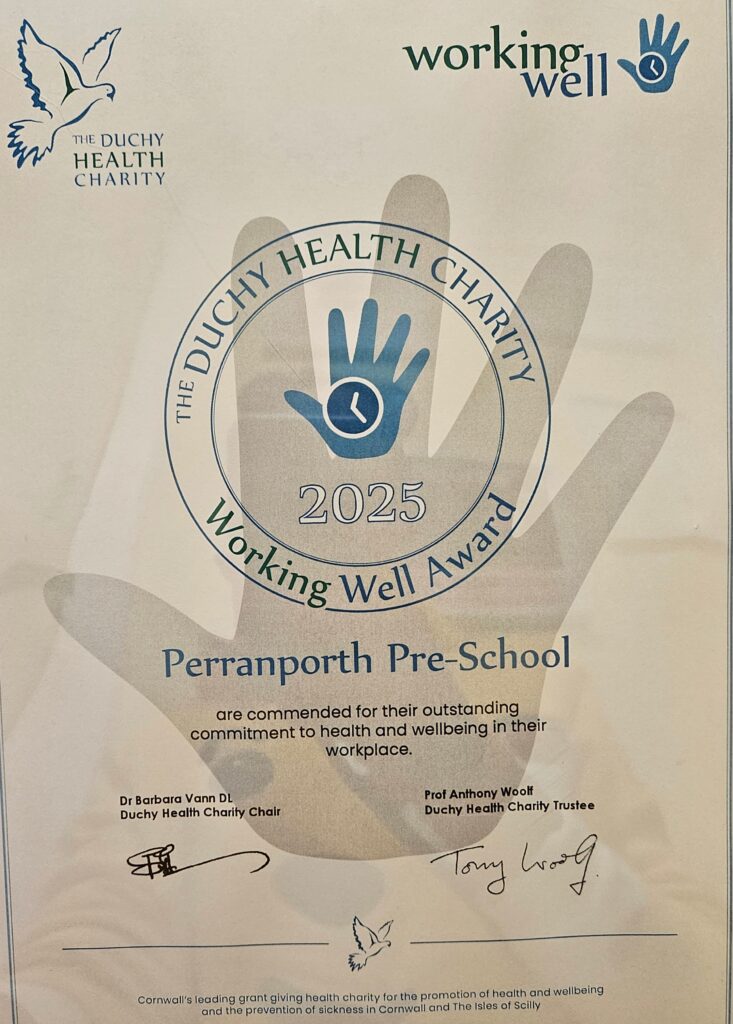 working
well
THE DUCHY
HEALTH
CHARITY
THE DUCHY HEALTH CHARITY
2025
Working Well Award
Perranporth Pre-School
are commended for their outstanding
commitment to health and wellbeing in their
workplace.
Dr Barbara Vann DL
Duchy Health Charity Chair
Prof Anthony Woolf
Duchy Health Charity Trustee
Tony Woolf
Cornwall's leading grant giving health charity for the promotion of health and wellbeing
and the prevention of sickness in Cornwall and The Isles of Scilly